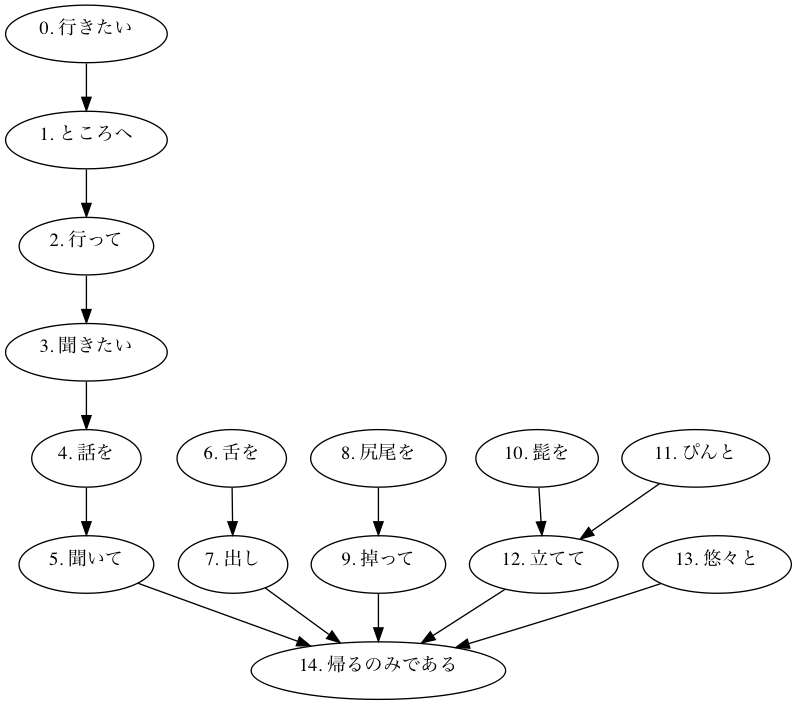 0. 行きたい
1. ところへ
2. 行って
3. 聞きたい
4. 話を
6. 舌を
8. 尻尾を
10. 髭を
11. ぴんと
5. 聞いて
7. 出し
9. 掉って
12. 立てて
13. 悠々と
14. 帰るのみである